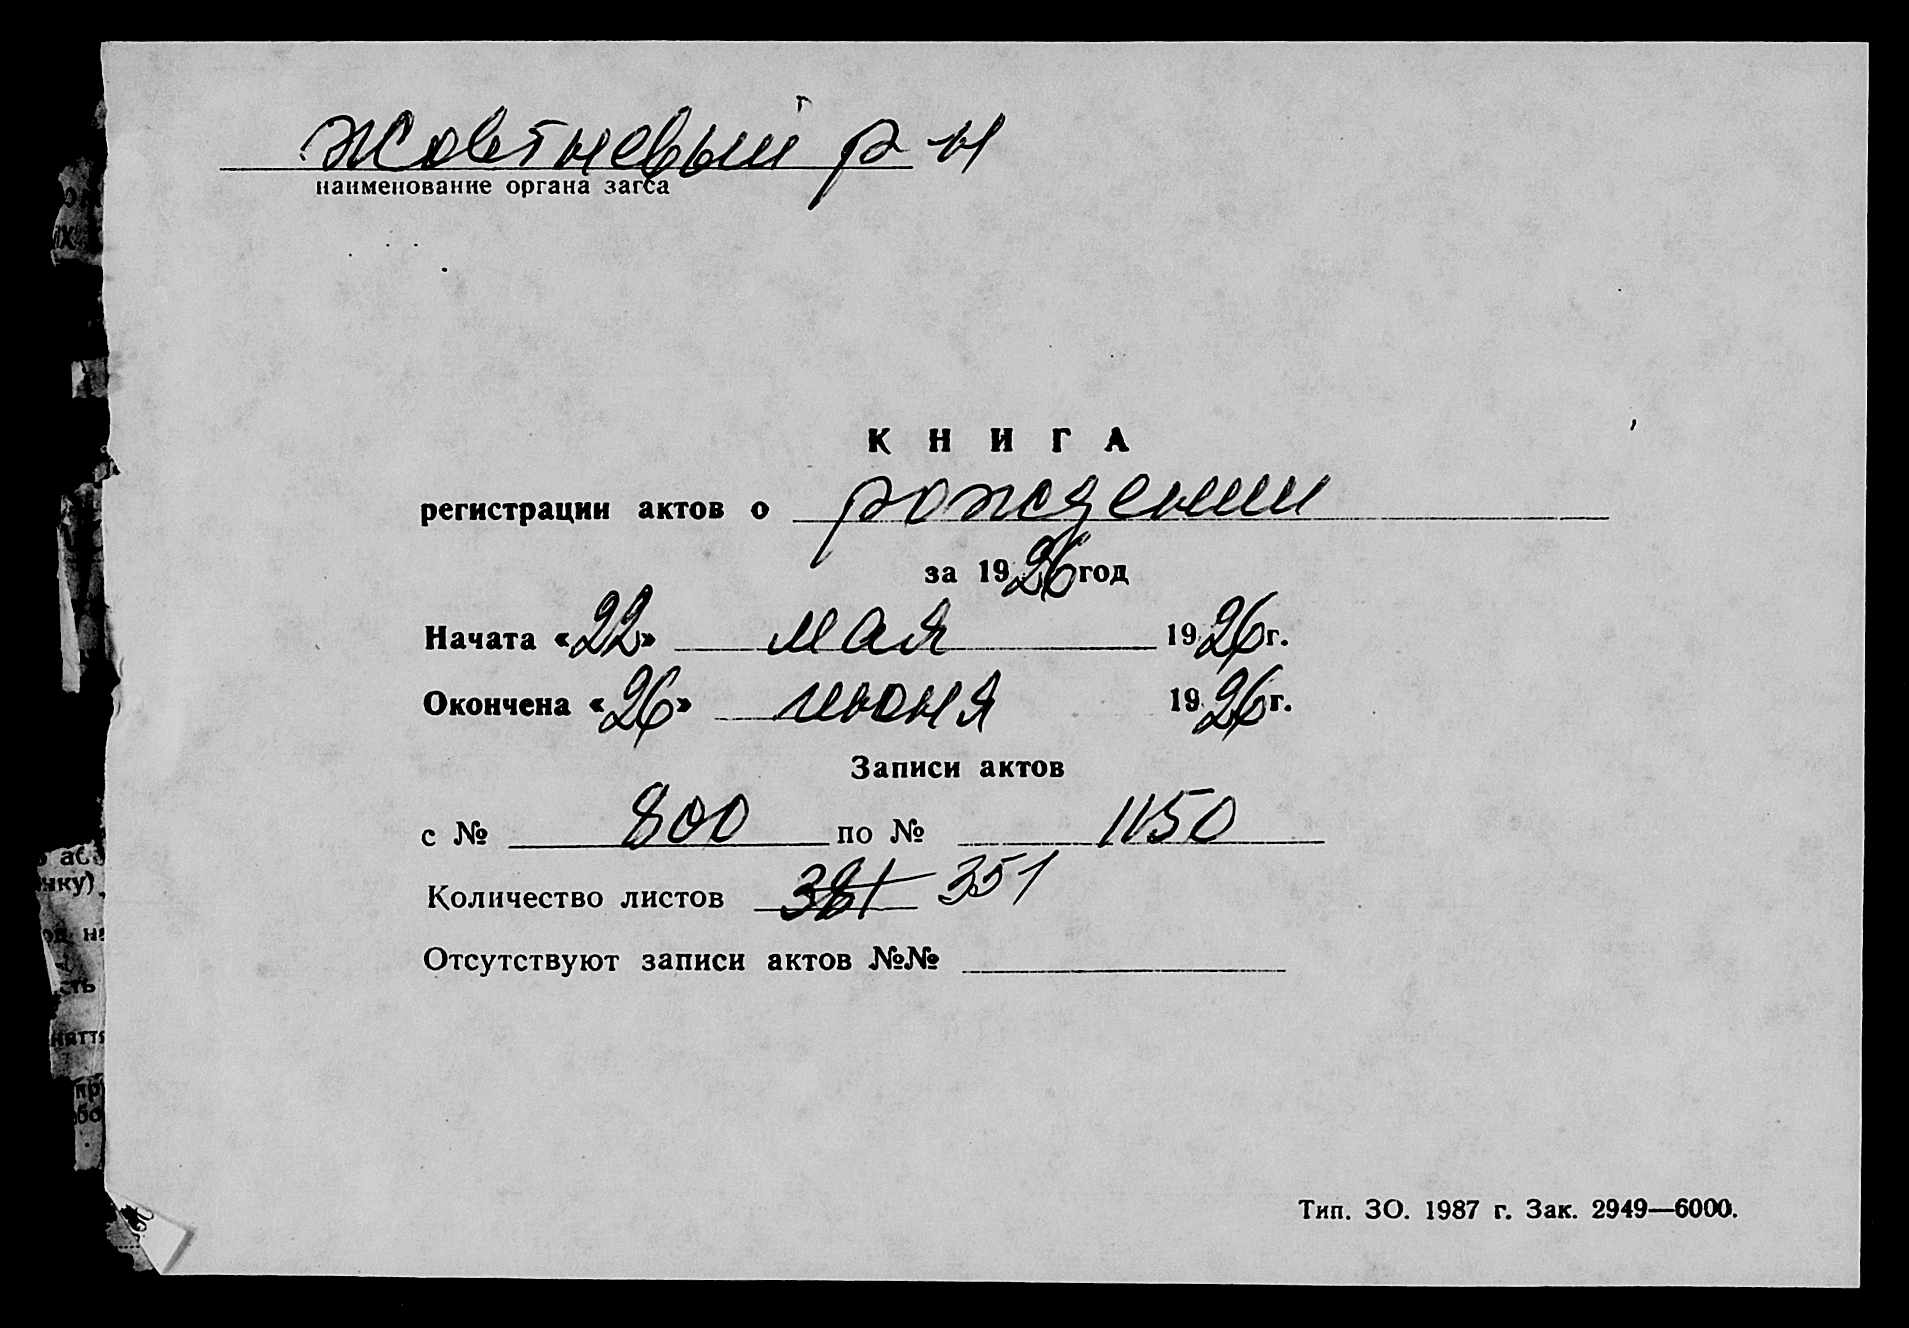 Жовтневый р-н
наименование органа загса
КНИГА
регистрации актов о рождении
за 1926 год
Начата «22» мая 1926 г.
Окончена «26» июня 1926 г.
Записи актов
с № 800 по № 1150
Количество листов 381 351
Отсутствуют записи актов №№
Тип. ЗО. 1987 г. Зак. 2949—6000.